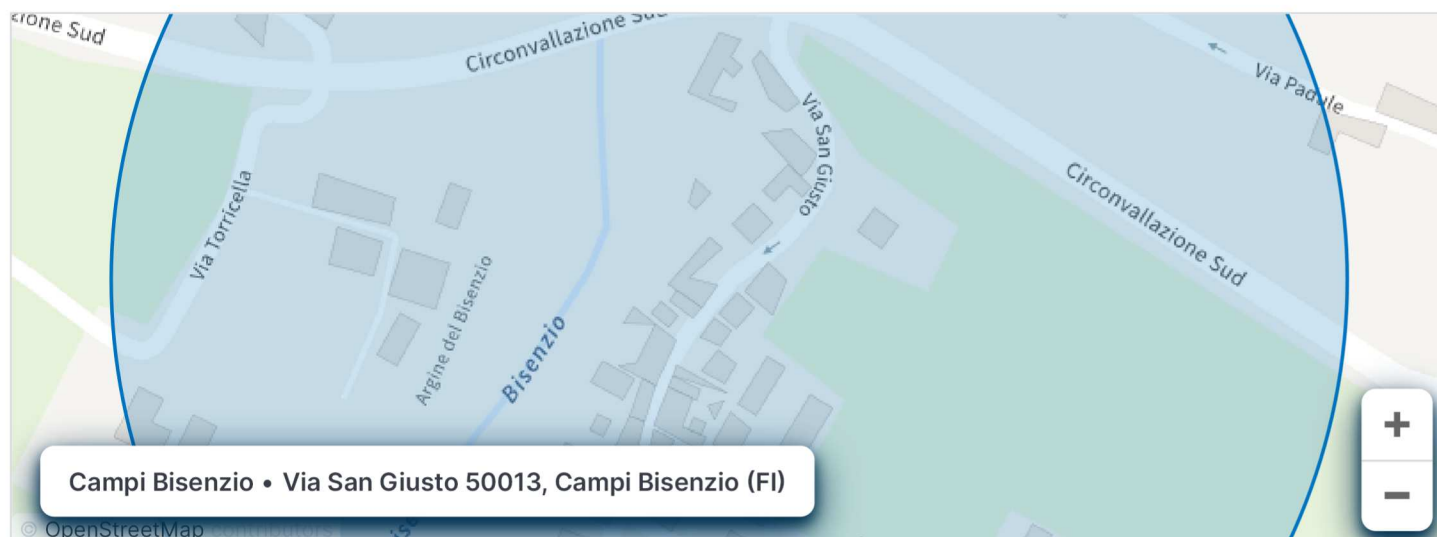 zione Sud
Circonvallazione Sud
Via Padule
Via San Giusto
Circonvallazione Sud
Via Torricella
Argine del Bisenzio
Bisenzio
Campi Bisenzio • Via San Giusto 50013, Campi Bisenzio (FI)
+
−
© OpenStreetMap contributors